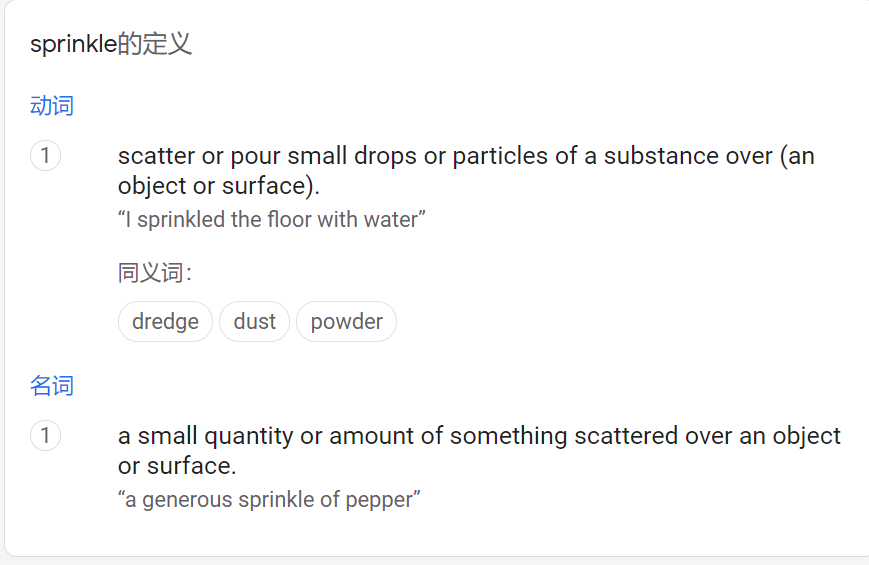 sprinkle的定义
动词
1
scatter or pour small drops or particles of a substance over (an
object or surface).
“I sprinkled the floor with water”
同义词：
dredge dust powder
名词
1
a small quantity or amount of something scattered over an object
or surface.
“a generous sprinkle of pepper”